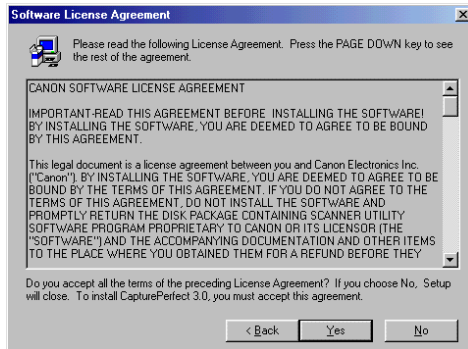 Software License Agreement
Please read the following License Agreement. Press the PAGE DOWN key to see
the rest of the agreement.
CANON SOFTWARE LICENSE AGREEMENT
IMPORTANT-READ THIS AGREEMENT BEFORE INSTALLING THE SOFTWARE!
BY INSTALLING THE SOFTWARE, YOU ARE DEEMED TO AGREE TO BE BOUND
BY THIS AGREEMENT.
This legal document is a license agreement between you and Canon Electronics Inc.
("Canon"). BY INSTALLING THE SOFTWARE, YOU ARE DEEMED TO AGREE TO BE
BOUND BY THE TERMS OF THIS AGREEMENT. IF YOU DO NOT AGREE TO THE
TERMS OF THIS AGREEMENT, DO NOT INSTALL THE SOFTWARE AND
PROMPTLY RETURN THE DISK PACKAGE CONTAINING SCANNER UTILITY
SOFTWARE PROGRAM PROPRIETARY TO CANON OR ITS LICENSOR (THE
"SOFTWARE") AND THE ACCOMPANYING DOCUMENTATION AND OTHER ITEMS
TO THE PLACE WHERE YOU OBTAINED THEM FOR A REFUND BEFORE THEY
Do you accept all the terms of the preceding License Agreement? If you choose No, Setup
will close. To install CapturePerfect 3.0, you must accept this agreement.
< Back Yes No